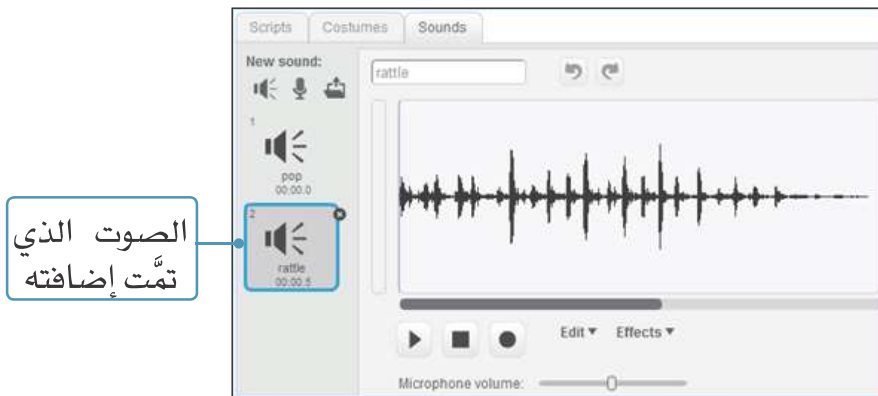 Scripts Costumes Sounds
New sound:
rattle
1
pop
00:00.0
2
rattle
00:00.5
الصوت الذي
تمَّت إضافته
Edit ▼ Effects ▼
Microphone volume: